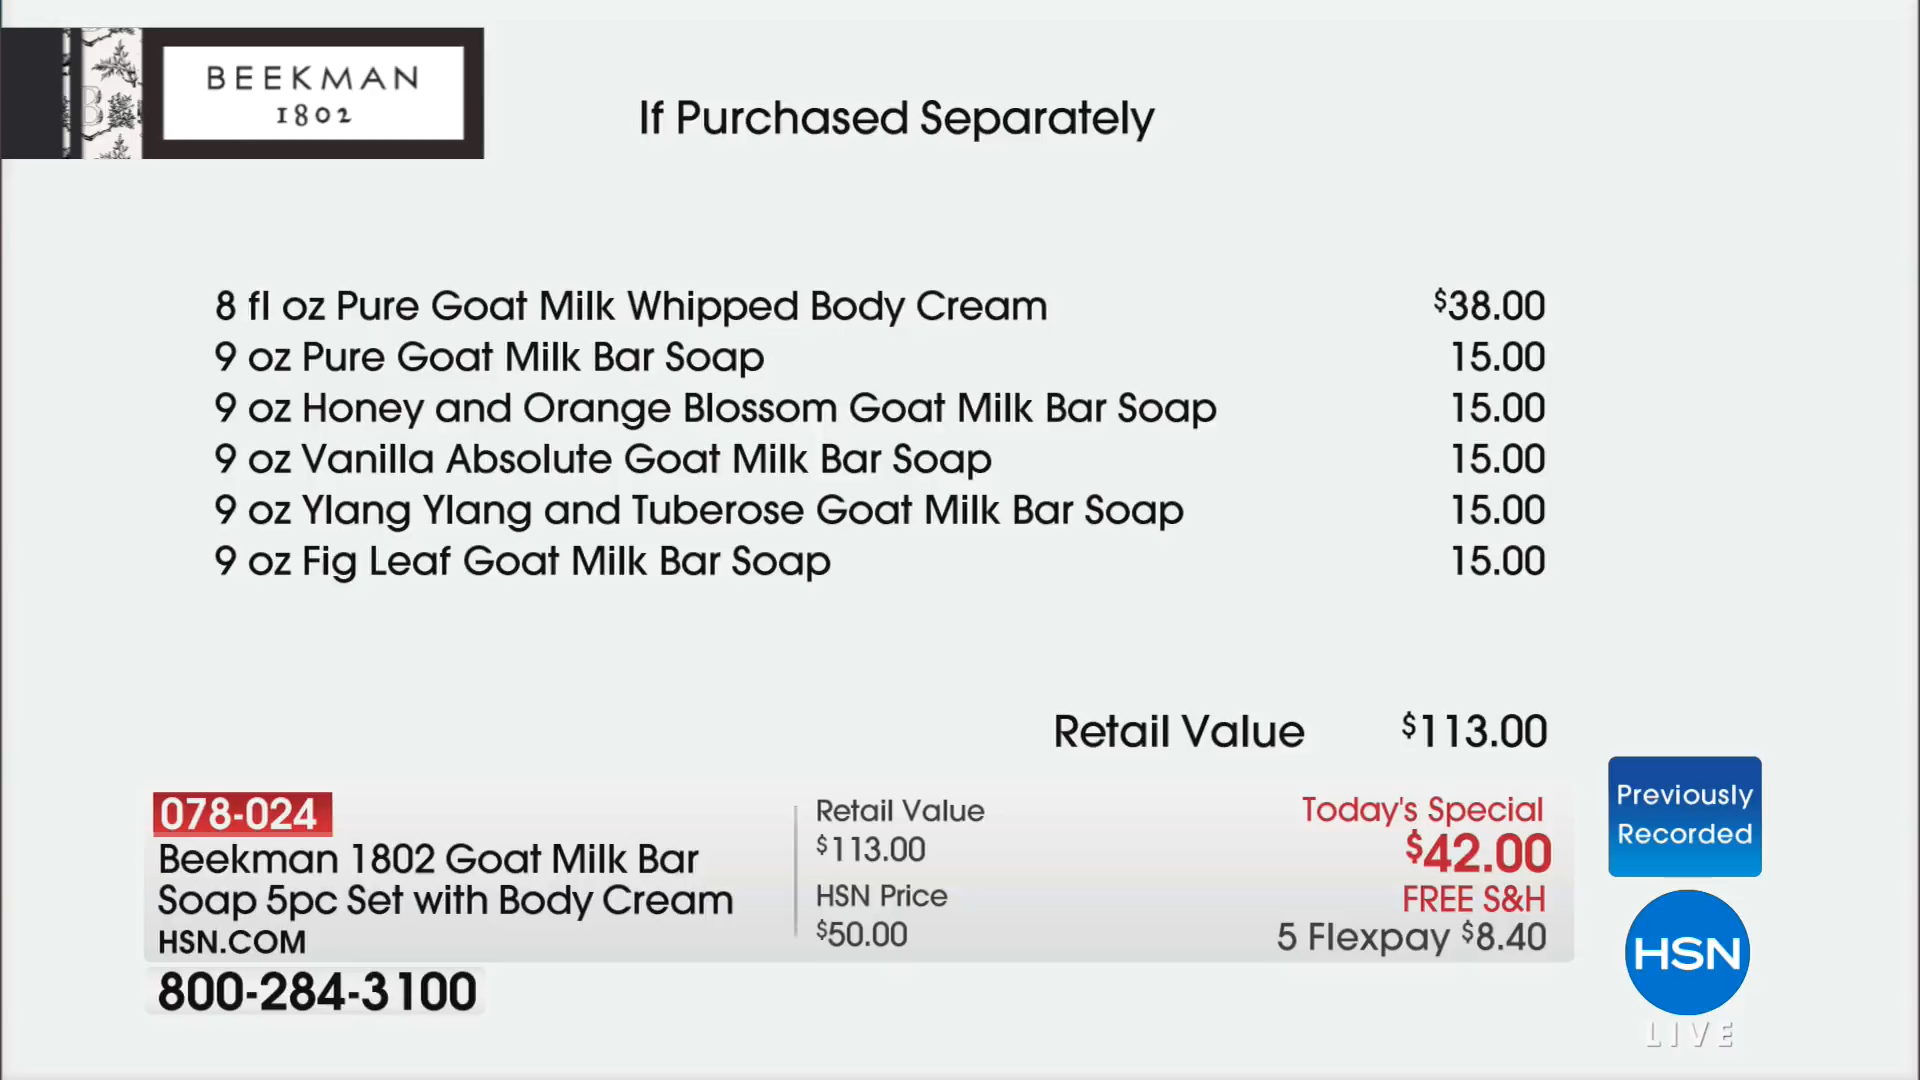 BEEKMAN
1802
If Purchased Separately
8 fl oz Pure Goat Milk Whipped Body Cream $38.00
9 oz Pure Goat Milk Bar Soap 15.00
9 oz Honey and Orange Blossom Goat Milk Bar Soap 15.00
9 oz Vanilla Absolute Goat Milk Bar Soap 15.00
9 oz Ylang Ylang and Tuberose Goat Milk Bar Soap 15.00
9 oz Fig Leaf Goat Milk Bar Soap 15.00
Retail Value $113.00
078-024
Beekman 1802 Goat Milk Bar
Soap 5pc Set with Body Cream
HSN.COM
800-284-3100
Retail Value
$113.00
HSN Price
$50.00
Today's Special
$42.00
FREE S&H
5 Flexpay $8.40
Previously
Recorded
HSN
LIVE